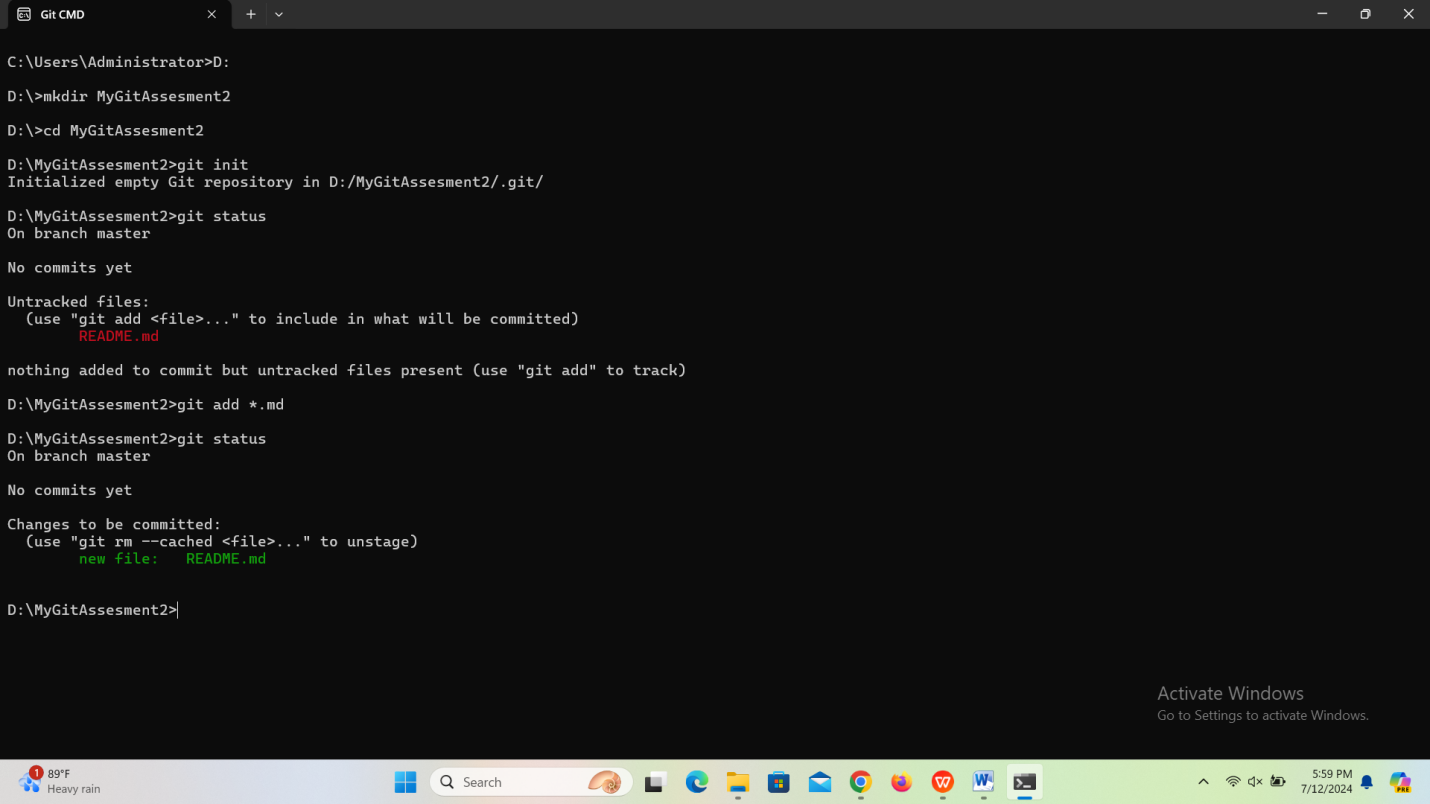 Git CMD
C:\Users\Administrator>D:
D:\>mkdir MyGitAssesment2
D:\>cd MyGitAssesment2
D:\MyGitAssesment2>git init
Initialized empty Git repository in D:/MyGitAssesment2/.git/
D:\MyGitAssesment2>git status
On branch master
No commits yet
Untracked files:
  (use "git add <file>..." to include in what will be committed)
        README.md
nothing added to commit but untracked files present (use "git add" to track)
D:\MyGitAssesment2>git add *.md
D:\MyGitAssesment2>git status
On branch master
No commits yet
Changes to be committed:
  (use "git rm --cached <file>..." to unstage)
        new file:   README.md
D:\MyGitAssesment2>
Activate Windows
Go to Settings to activate Windows.
1
89°F
Heavy rain
Search
5:59 PM
7/12/2024
PRE